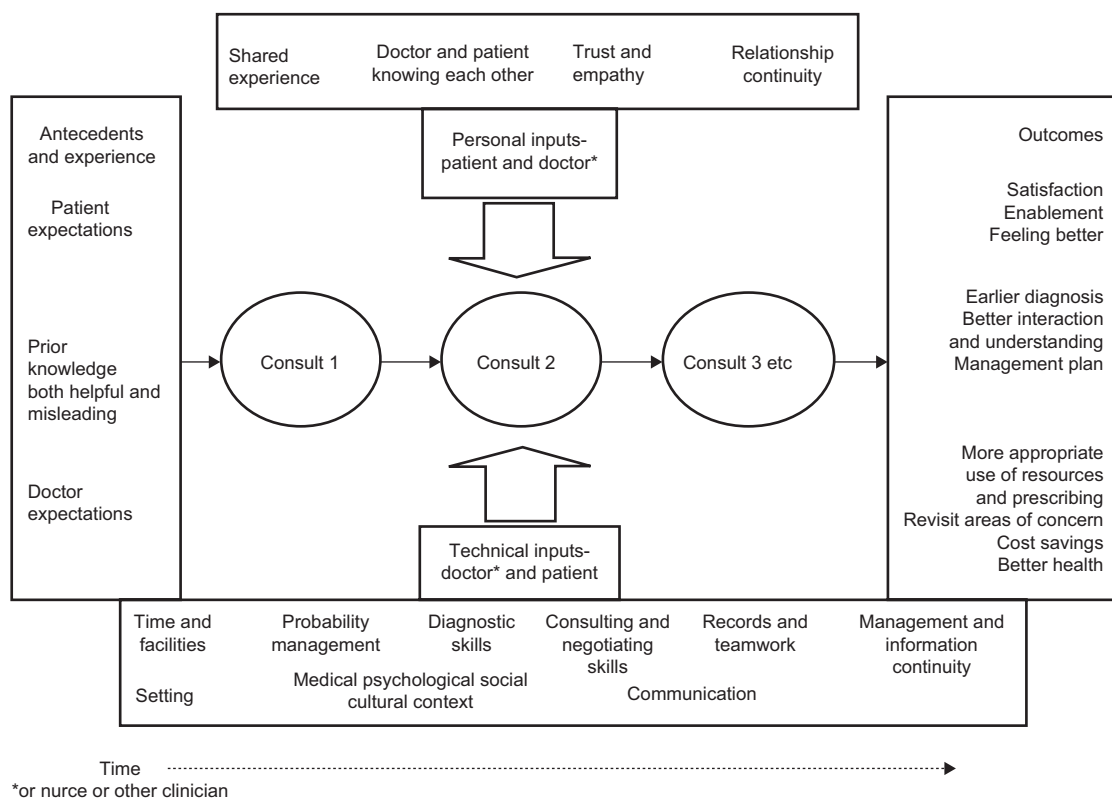 Shared
experience
Doctor and patient
knowing each other
Trust and
empathy
Relationship
continuity
Personal inputs-
patient and doctor*
Antecedents
and experience
Patient
expectations
Prior
knowledge
both helpful and
misleading
Doctor
expectations
Consult 1
Consult 2
Consult 3 etc
Outcomes
Satisfaction
Enablement
Feeling better
Earlier diagnosis
Better interaction
and understanding
Management plan
More appropriate
use of resources
and prescribing
Revisit areas of concern
Cost savings
Better health
Technical inputs-
doctor* and patient
Time and
facilities
Probability
management
Diagnostic
skills
Consulting and
negotiating
skills
Records and
teamwork
Management and
information
continuity
Setting
Medical psychological social
cultural context
Communication
Time
*or nurce or other clinician